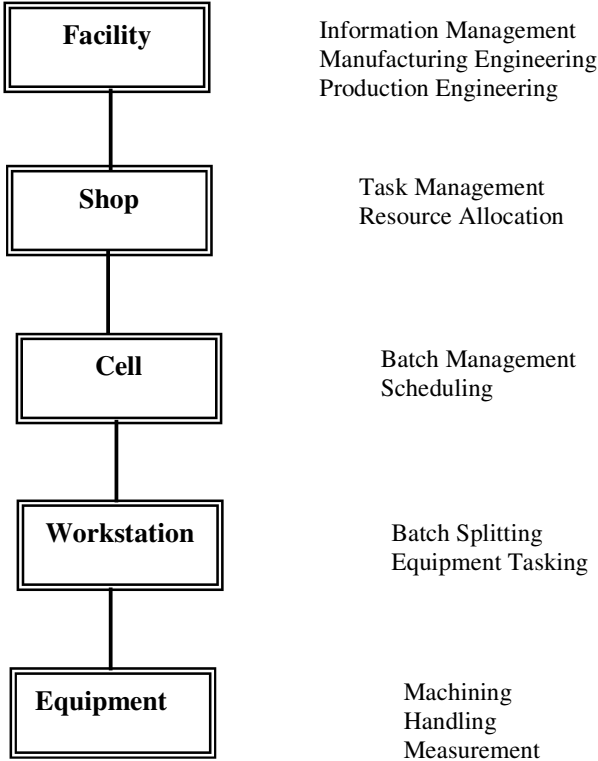 Facility
Information Management
Manufacturing Engineering
Production Engineering
Shop
Task Management
Resource Allocation
Cell
Batch Management
Scheduling
Workstation
Batch Splitting
Equipment Tasking
Equipment
Machining
Handling
Measurement